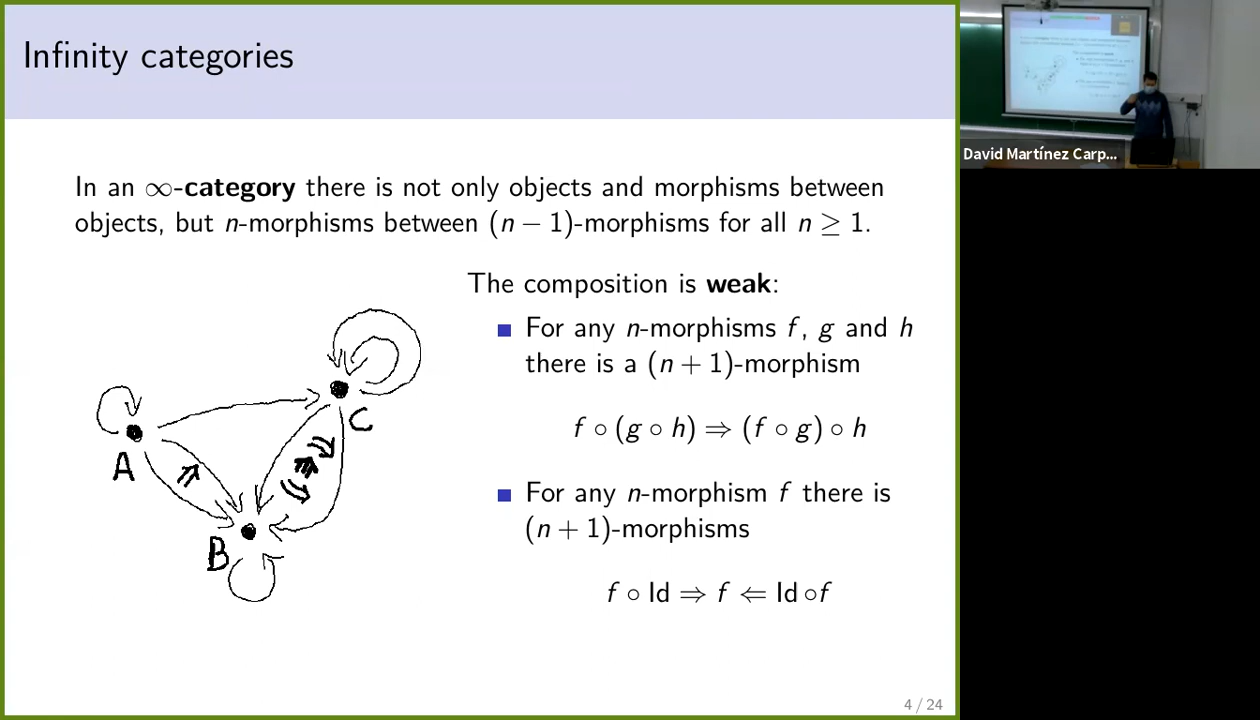 Infinity categories
In an ∞-category there is not only objects and morphisms between
objects, but n-morphisms between (n − 1)-morphisms for all n ≥ 1.
The composition is weak:
For any n-morphisms f, g and h
there is a (n + 1)-morphism
f ∘ (g ∘ h) ⇒ (f ∘ g) ∘ h
For any n-morphism f there is
(n + 1)-morphisms
f ∘ Id ⇒ f ⇐ Id ∘ f
A
B
C
4 / 24
David Martínez Carp...